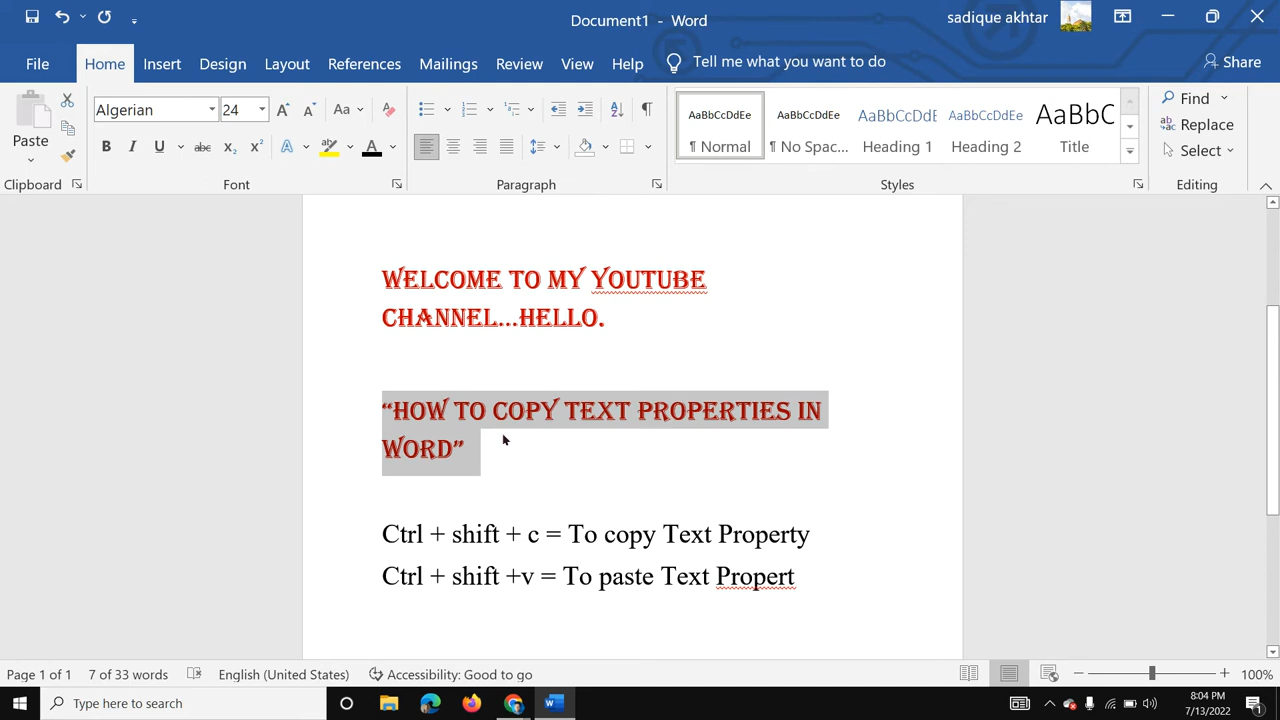 Document1 - Word
sadique akhtar
File Home Insert Design Layout References Mailings Review View Help Tell me what you want to do Share
Paste
Algerian 24 Aa
B I U abc x₂ x² A A
AaBbCcDdEe AaBbCcDdEe AaBbCcDdE AaBbCcDdEe AaBbC
¶ Normal ¶ No Spac... Heading 1 Heading 2 Title
Find
Replace
Select
Clipboard Font Paragraph Styles Editing
WELCOME TO MY YOUTUBE
CHANNEL...HELLO.
“HOW TO COPY TEXT PROPERTIES IN
WORD”
Ctrl + shift + c = To copy Text Property
Ctrl + shift +v = To paste Text Propert
Page 1 of 1 7 of 33 words English (United States) Accessibility: Good to go 100%
Type here to search
8:04 PM
7/13/2022
1